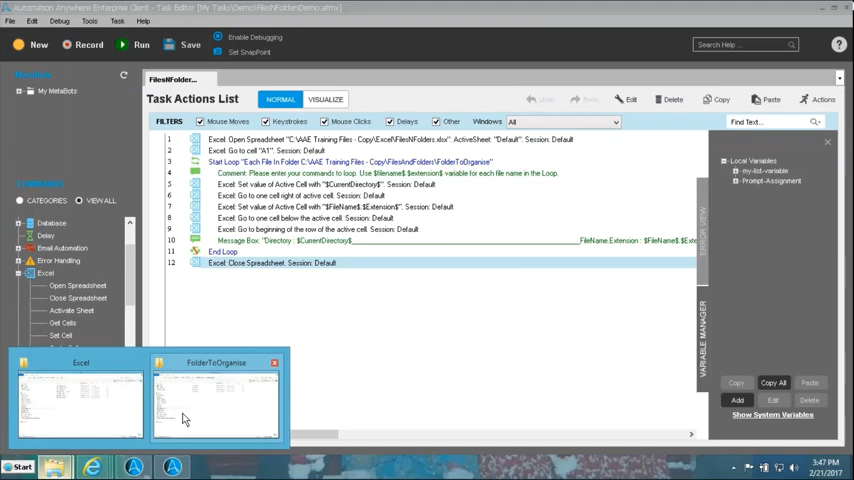 Automation Anywhere Enterprise Client - Task Editor [My Tasks\Demo\FilesNFolderDemo.atmx]
File Edit Debug Tools Task Help
New Record Run Save
Enable Debugging
Set SnapPoint
Search Help ...
MetaBots
My MetaBots
FilesNFolder...
Task Actions List
NORMAL VISUALIZE
Undo Redo Edit Delete Copy Paste Actions
FILTERS Mouse Moves Keystrokes Mouse Clicks Delays Other Windows All
Find Text...
1 Excel: Open Spreadsheet "C:\AAE Training Files - Copy\Excel\FilesNFolders.xlsx". ActiveSheet: "Default". Session: Default
2 Excel: Go to cell "A1". Session: Default
3 Start Loop "Each File In Folder C:\AAE Training Files - Copy\FilesAndFolders\FolderToOrganise"
4 Comment: Please enter your commands to loop. Use $filename$.$extension$ variable for each file name in the Loop.
5 Excel: Set value of Active Cell with "$CurrentDirectory$". Session: Default
6 Excel: Go to one cell right of active cell. Session: Default
7 Excel: Set value of Active Cell with "$FileName$.$Extension$". Session: Default
8 Excel: Go to one cell below the active cell. Session: Default
9 Excel: Go to beginning of the row of the active cell. Session: Default
10 Message Box: "Directory : $CurrentDirectory$ FileName.Extension : $FileName$.$Exten
11 End Loop
12 Excel: Close Spreadsheet. Session: Default
COMMANDS
CATEGORIES VIEW ALL
Database
Delay
Email Automation
Error Handling
Excel
Open Spreadsheet
Close Spreadsheet
Activate Sheet
Get Cells
Set Cell
Local Variables
my-list-variable
Prompt-Assignment
ERROR VIEW
VARIABLE MANAGER
Copy Copy All Paste
Add Edit Delete
Show System Variables
Excel
FolderToOrganise
Start
3:47 PM
2/21/2017